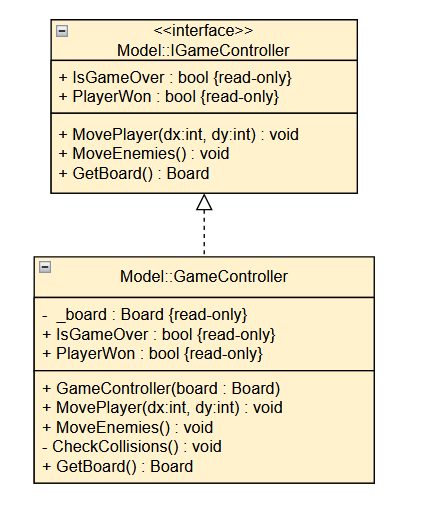 <<interface>>
Model::IGameController
+ IsGameOver : bool {read-only}
+ PlayerWon : bool {read-only}
+ MovePlayer(dx:int, dy:int) : void
+ MoveEnemies() : void
+ GetBoard() : Board
Model::GameController
- _board : Board {read-only}
+ IsGameOver : bool {read-only}
+ PlayerWon : bool {read-only}
+ GameController(board : Board)
+ MovePlayer(dx:int, dy:int) : void
+ MoveEnemies() : void
- CheckCollisions() : void
+ GetBoard() : Board